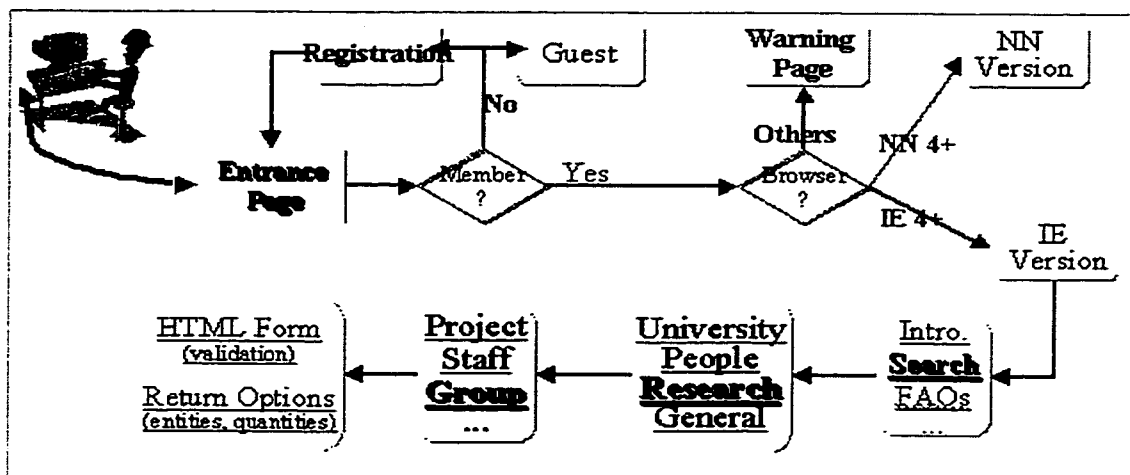 Registration
Guest
Warning
Page
NN
Version
No
Others
NN 4+
Entrance
Page
Member
?
Yes
Browser
?
IE 4+
IE
Version
HTML Form
(validation)
Return Options
(entities, quantities)
Project
Staff
Group
...
University
People
Research
General
Intro.
Search
FAQs